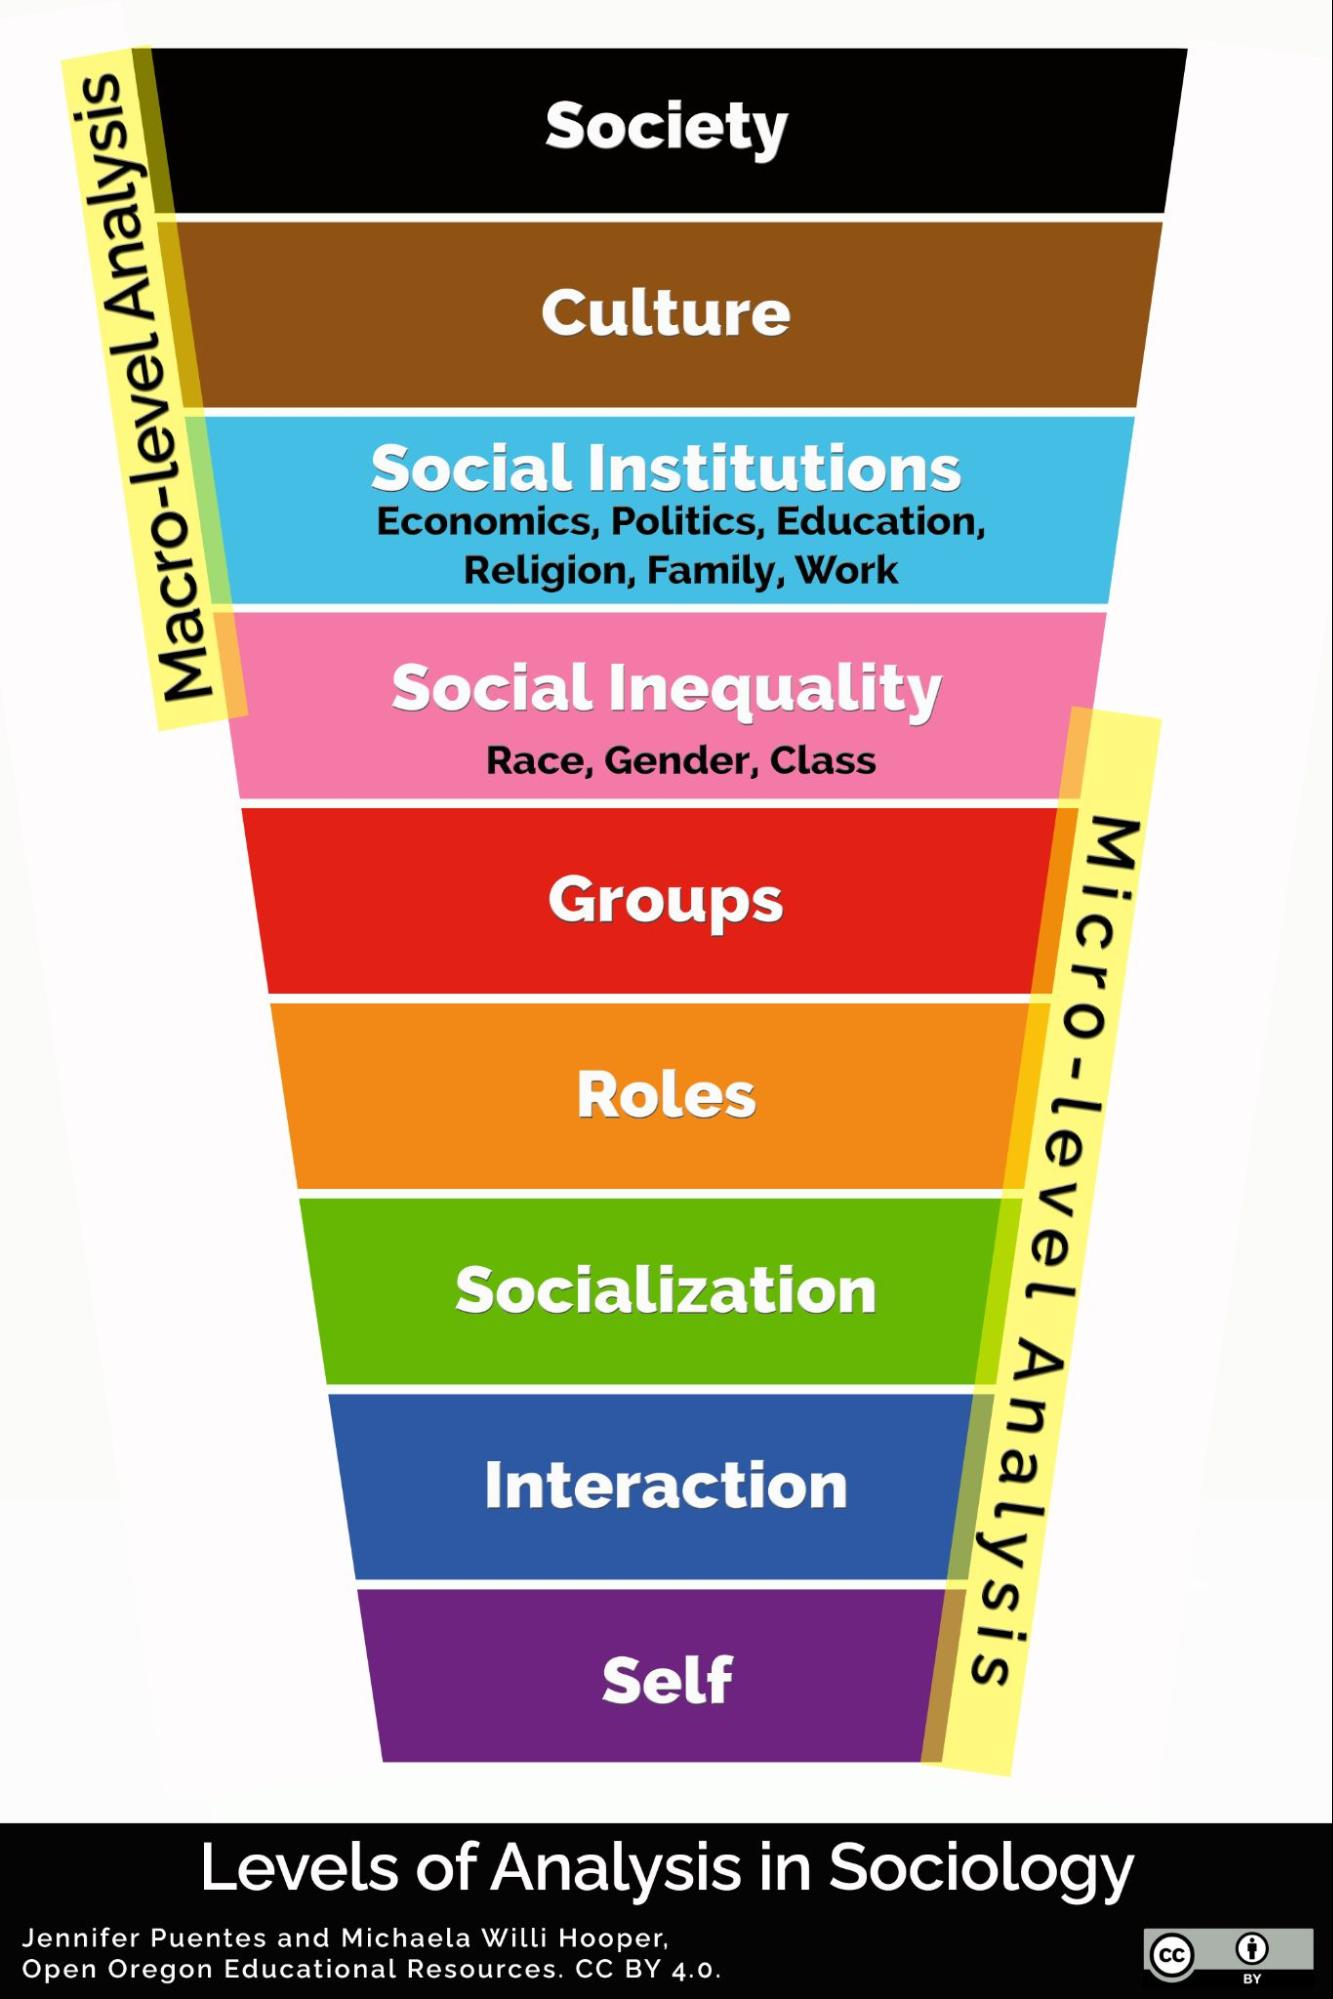 Macro-level Analysis
Society
Culture
Social Institutions
Economics, Politics, Education,
Religion, Family, Work
Social Inequality
Race, Gender, Class
Micro-level Analysis
Groups
Roles
Socialization
Interaction
Self
Levels of Analysis in Sociology
Jennifer Puentes and Michaela Willi Hooper,
Open Oregon Educational Resources. CC BY 4.0.
cc
BY